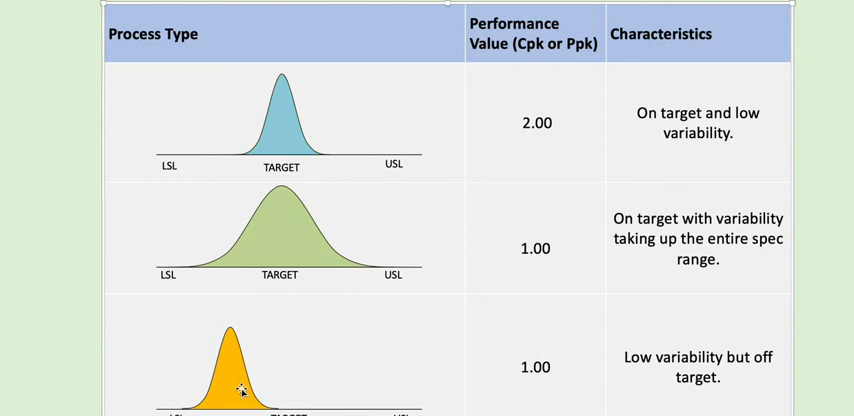 Process Type
Performance
Value (Cpk or Ppk)
Characteristics
LSL
TARGET
USL
2.00
On target and low
variability.
LSL
TARGET
USL
1.00
On target with variability
taking up the entire spec
range.
1.00
Low variability but off
target.